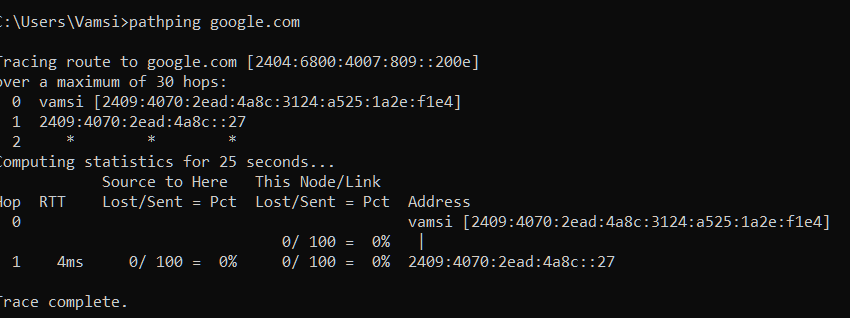 C:\Users\Vamsi>pathping google.com
Tracing route to google.com [2404:6800:4007:809::200e]
over a maximum of 30 hops:
  0  vamsi [2409:4070:2ead:4a8c:3124:a525:1a2e:f1e4]
  1  2409:4070:2ead:4a8c::27
  2     *        *        *
Computing statistics for 25 seconds...
            Source to Here   This Node/Link
Hop  RTT    Lost/Sent = Pct  Lost/Sent = Pct  Address
  0                                           vamsi [2409:4070:2ead:4a8c:3124:a525:1a2e:f1e4]
                                0/ 100 =  0%   |
  1    4ms     0/ 100 =  0%     0/ 100 =  0%  2409:4070:2ead:4a8c::27
Trace complete.